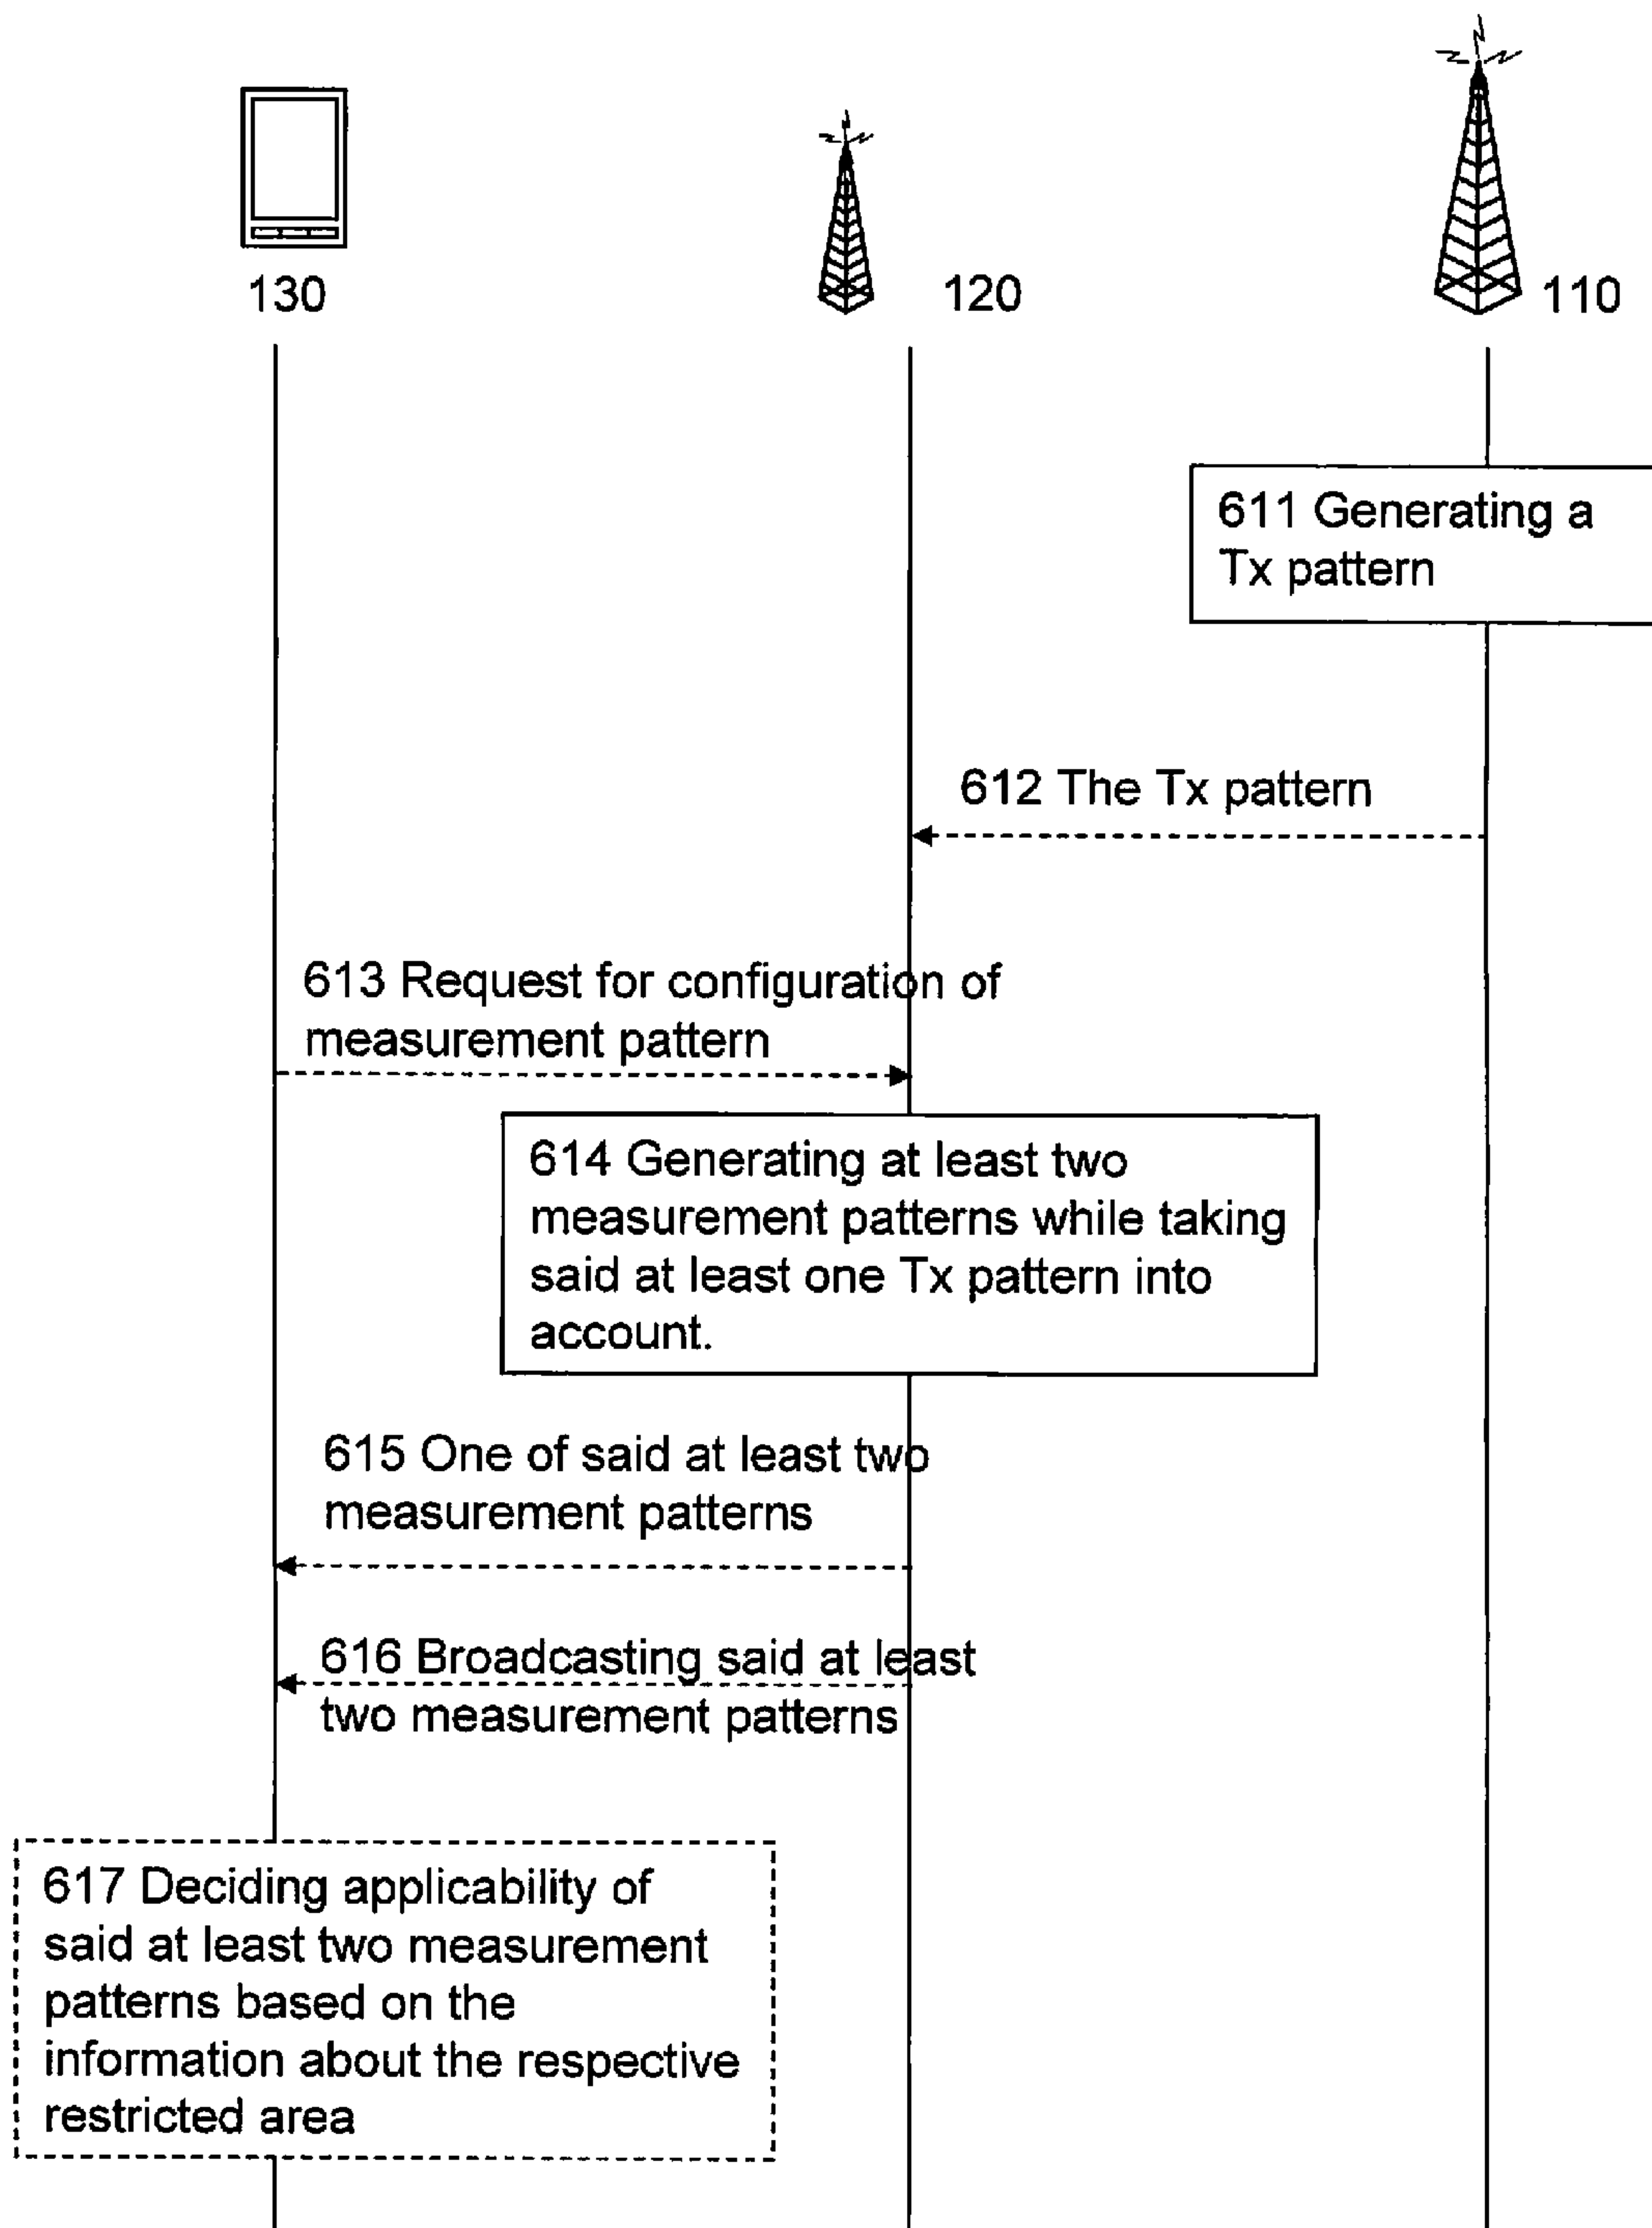 130
120
110
611 Generating a
Tx pattern
612 The Tx pattern
613 Request for configuration of
measurement pattern
614 Generating at least two
measurement patterns while taking
said at least one Tx pattern into
account.
615 One of said at least two
measurement patterns
616 Broadcasting said at least
two measurement patterns
617 Deciding applicability of
said at least two measurement
patterns based on the
information about the respective
restricted area